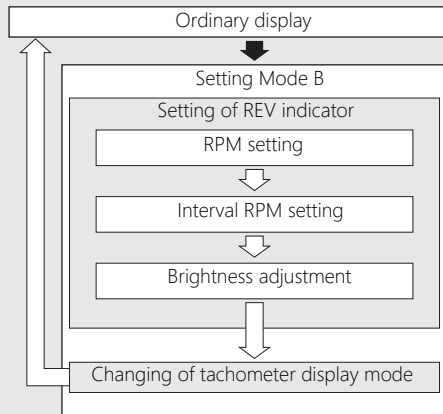 Ordinary display
Setting Mode B
Setting of REV indicator
RPM setting
Interval RPM setting
Brightness adjustment
Changing of tachometer display mode